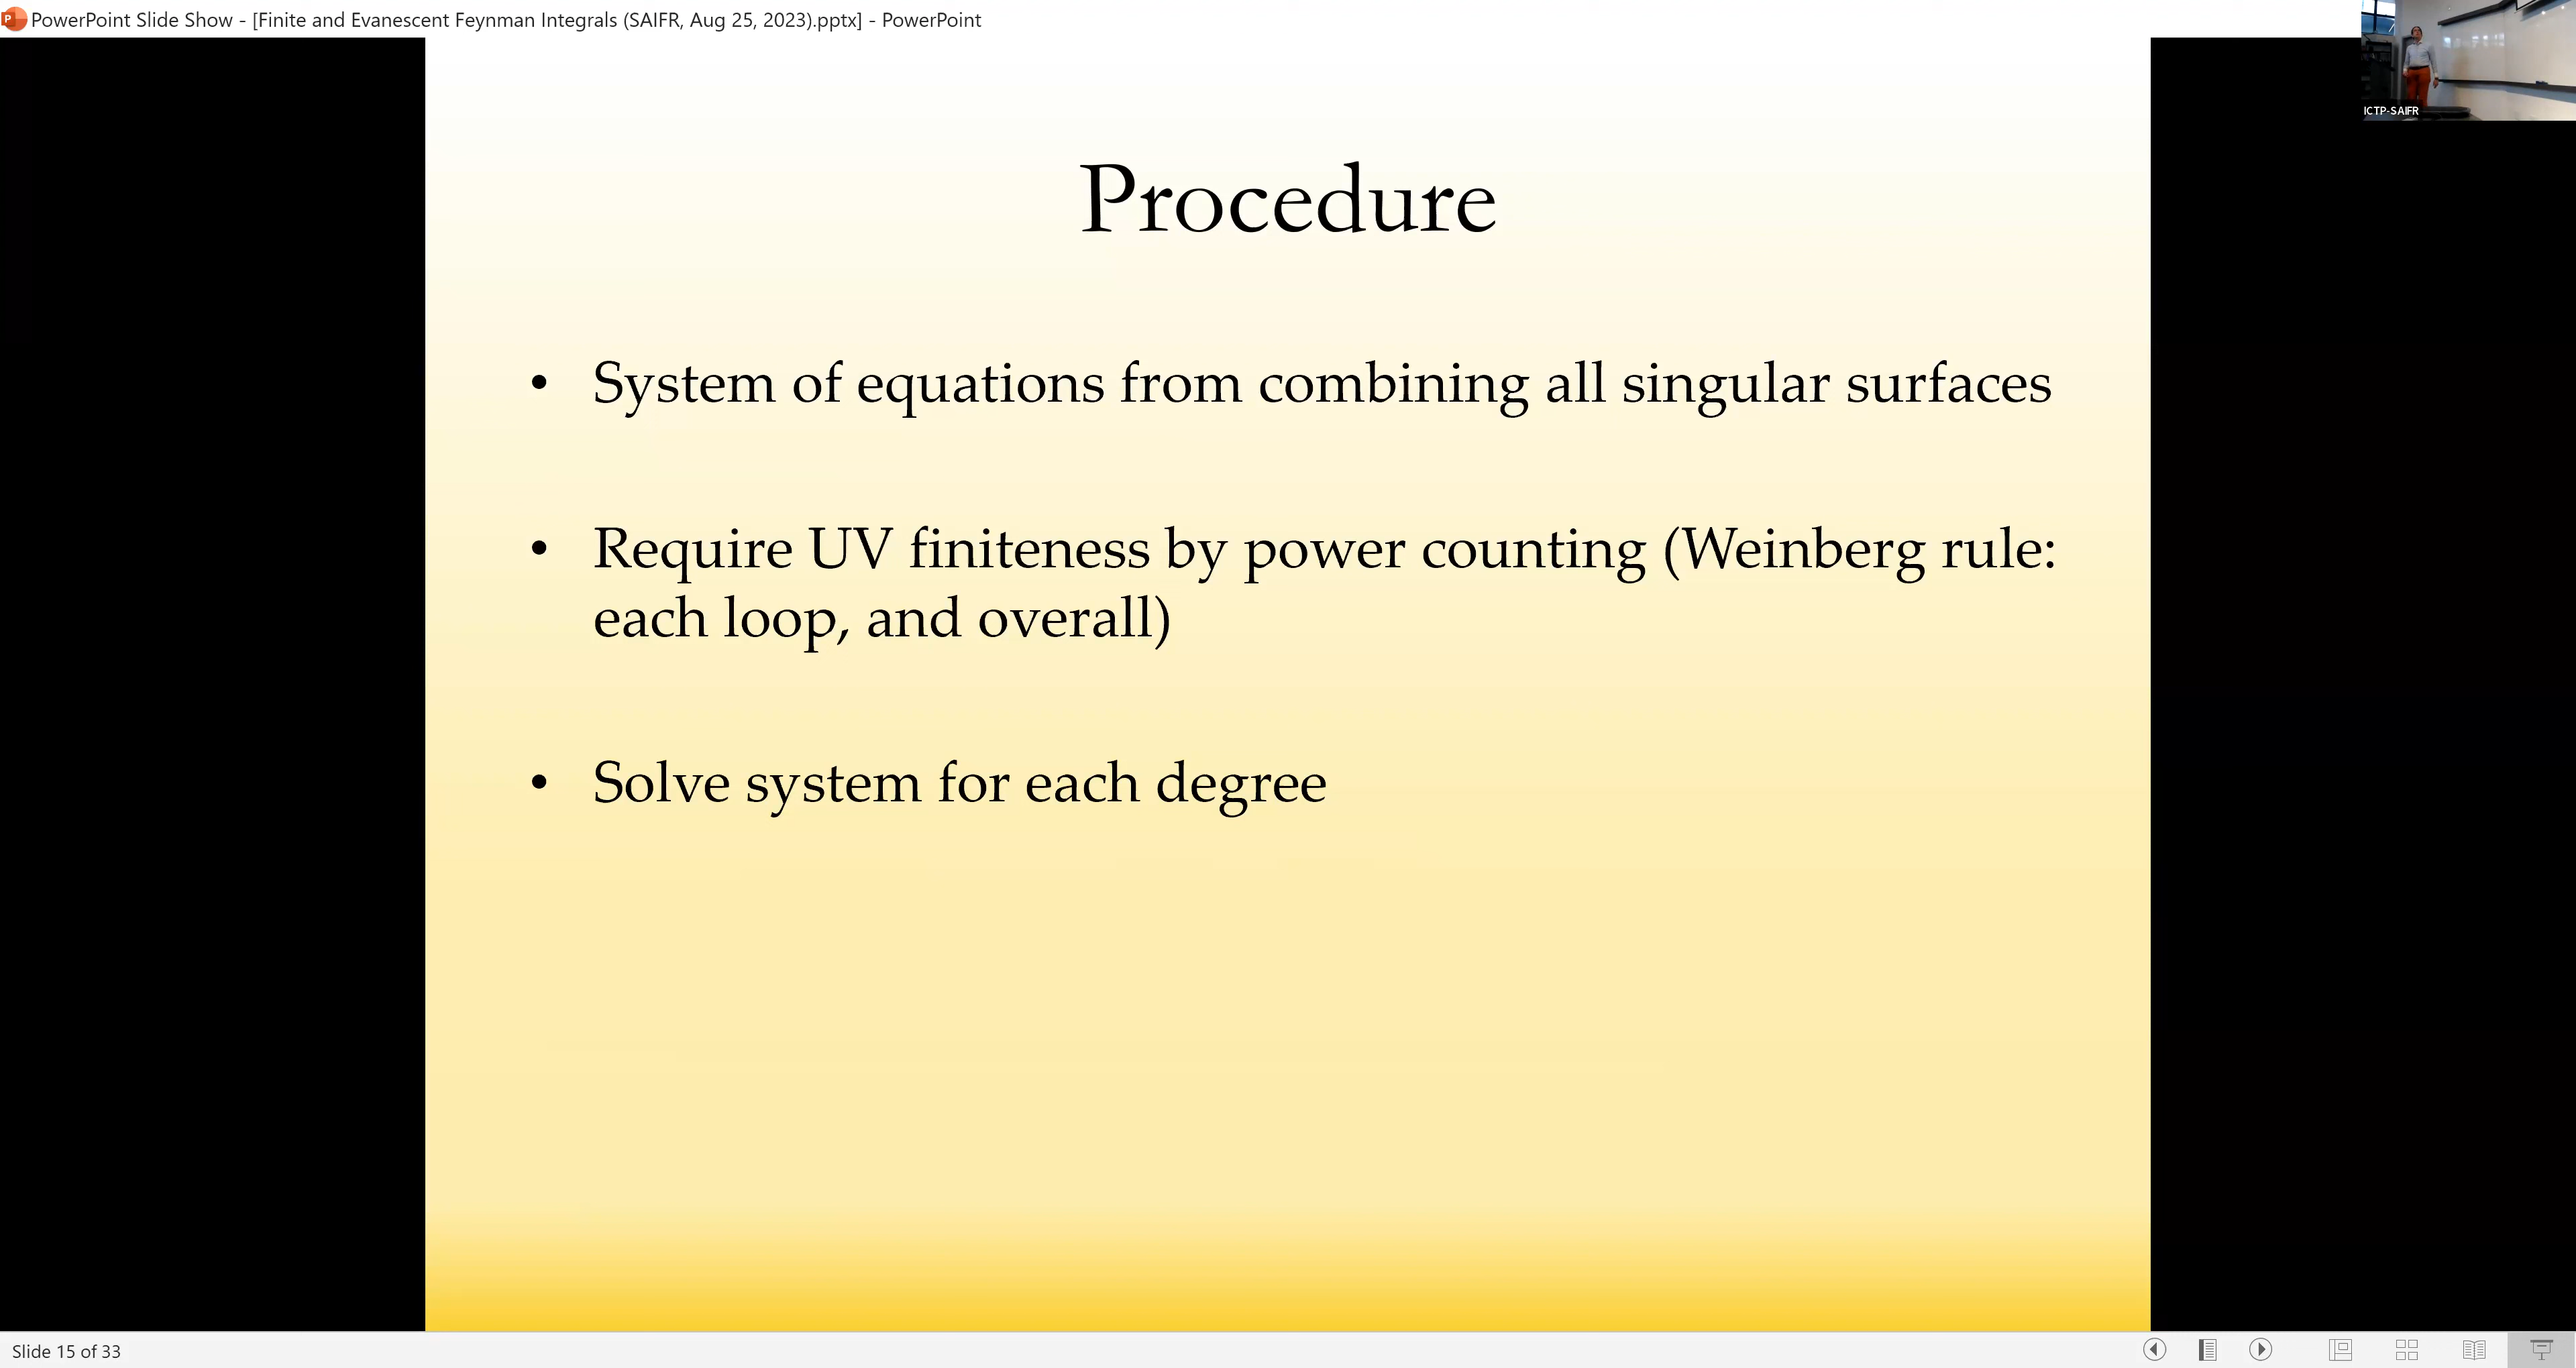 PowerPoint Slide Show - [Finite and Evanescent Feynman Integrals (SAIFR, Aug 25, 2023).pptx] - PowerPoint
ICTP-SAIFR
Procedure
• System of equations from combining all singular surfaces
• Require UV finiteness by power counting (Weinberg rule:
each loop, and overall)
• Solve system for each degree
Slide 15 of 33